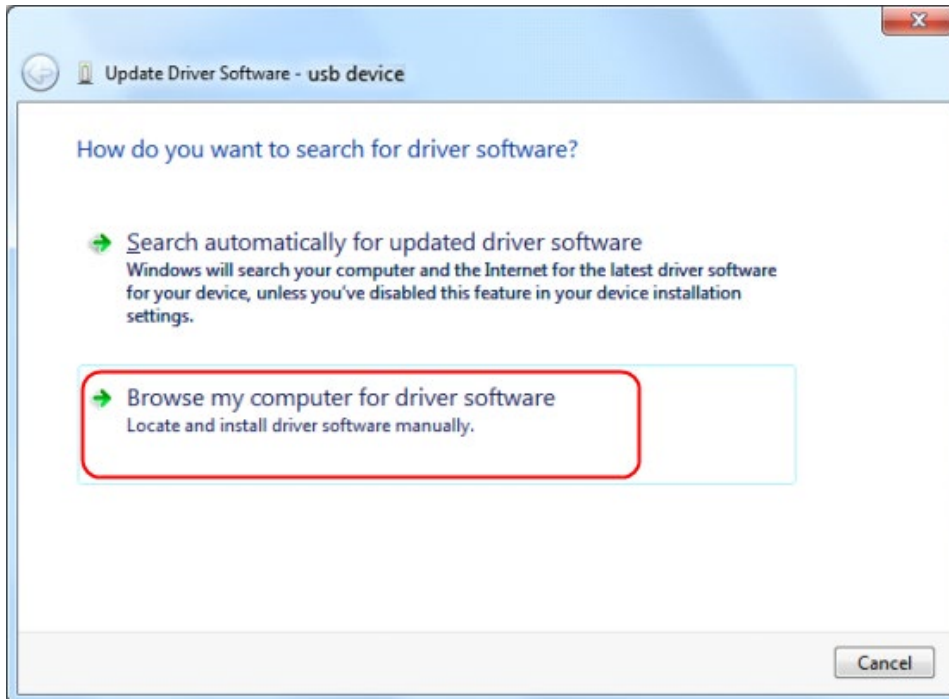 Update Driver Software - usb device
How do you want to search for driver software?
Search automatically for updated driver software
Windows will search your computer and the Internet for the latest driver software
for your device, unless you've disabled this feature in your device installation
settings.
Browse my computer for driver software
Locate and install driver software manually.
Cancel